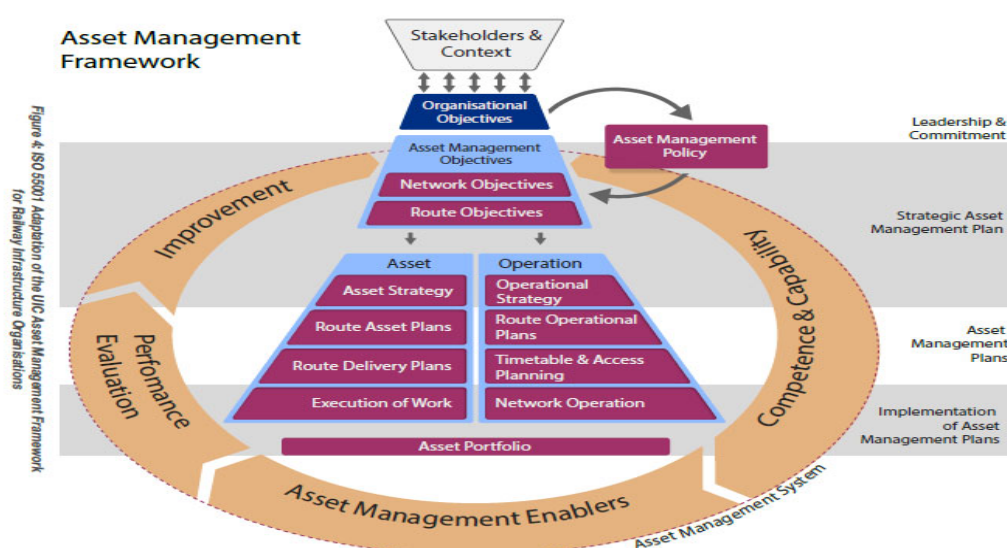 Asset Management
Framework
Stakeholders &
Context
Organisational
Objectives
Asset Management
Policy
Asset Management
Objectives
Network Objectives
Route Objectives
Asset
Operation
Asset Strategy
Operational
Strategy
Route Asset Plans
Route Operational
Plans
Route Delivery Plans
Timetable & Access
Planning
Execution of Work
Network Operation
Asset Portfolio
Improvement
Perfomance
Evaluation
Asset Management Enablers
Competence & Capability
Asset Management System
Leadership &
Commitment
Strategic Asset
Management Plan
Asset
Management
Plans
Implementation
of Asset
Management Plans
Figure 4: ISO 55001 Adaptation of the UIC Asset Management Framework
for Railway Infrastructure Organisations